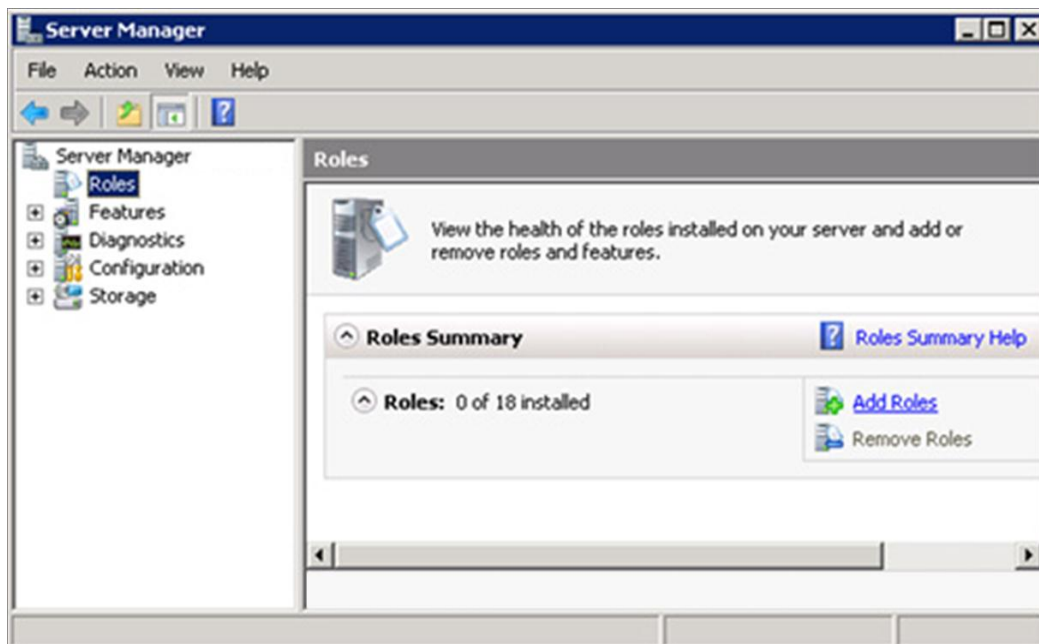 Server Manager
File Action View Help
Server Manager
Roles
Features
Diagnostics
Configuration
Storage
Roles
View the health of the roles installed on your server and add or
remove roles and features.
Roles Summary
Roles Summary Help
Roles: 0 of 18 installed
Add Roles
Remove Roles